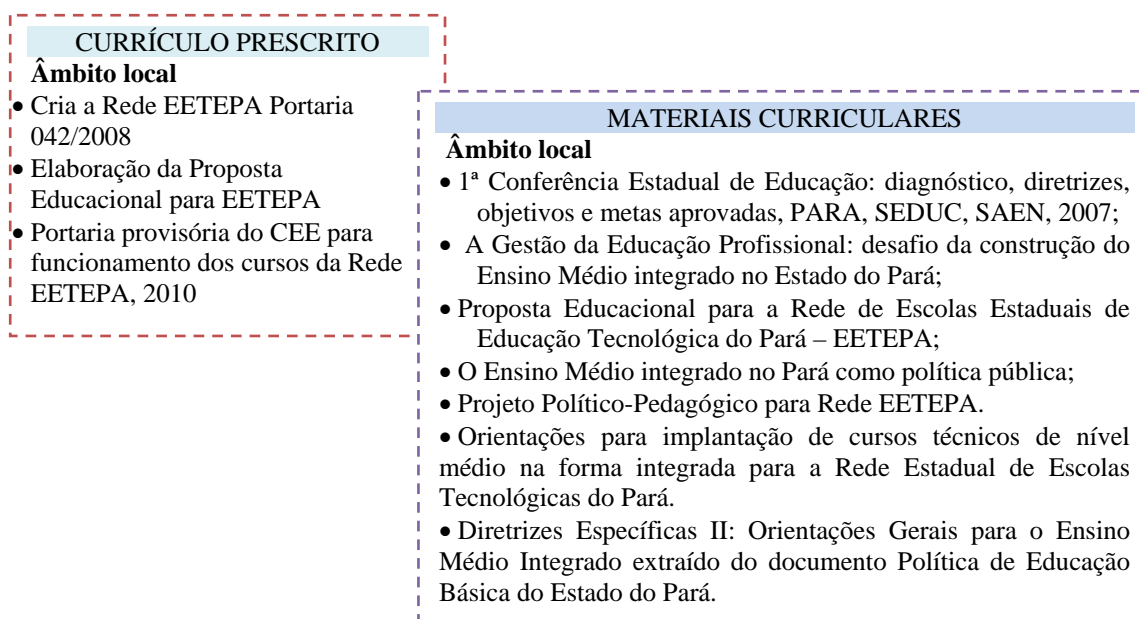 CURRÍCULO PRESCRITO
Âmbito local
• Cria a Rede EETEPA Portaria
042/2008
• Elaboração da Proposta
Educacional para EETEPA
• Portaria provisória do CEE para
funcionamento dos cursos da Rede
EETEPA, 2010
MATERIAIS CURRICULARES
Âmbito local
• 1ª Conferência Estadual de Educação: diagnóstico, diretrizes,
objetivos e metas aprovadas, PARA, SEDUC, SAEN, 2007;
• A Gestão da Educação Profissional: desafio da construção do
Ensino Médio integrado no Estado do Pará;
• Proposta Educacional para a Rede de Escolas Estaduais de
Educação Tecnológica do Pará – EETEPA;
• O Ensino Médio integrado no Pará como política pública;
• Projeto Político-Pedagógico para Rede EETEPA.
• Orientações para implantação de cursos técnicos de nível
médio na forma integrada para a Rede Estadual de Escolas
Tecnológicas do Pará.
• Diretrizes Específicas II: Orientações Gerais para o Ensino
Médio Integrado extraído do documento Política de Educação
Básica do Estado do Pará.